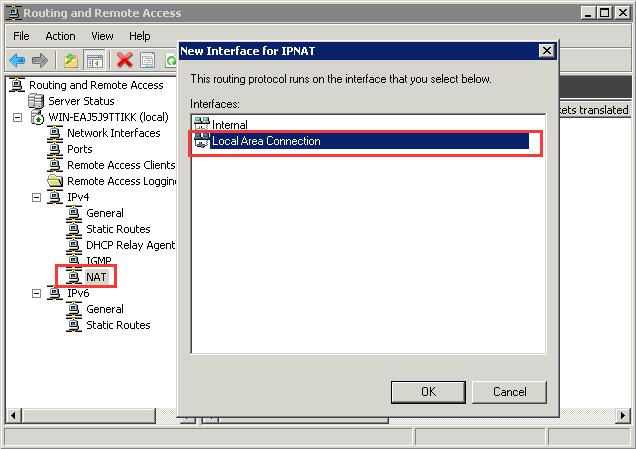 Routing and Remote Access
File Action View Help
Routing and Remote Access
Server Status
WIN-EAJ5J9TTIKK (local)
Network Interfaces
Ports
Remote Access Clients
Remote Access Logging
IPv4
General
Static Routes
DHCP Relay Agent
IGMP
NAT
IPv6
General
Static Routes
kets translated
New Interface for IPNAT
This routing protocol runs on the interface that you select below.
Interfaces:
Internal
Local Area Connection
OK
Cancel